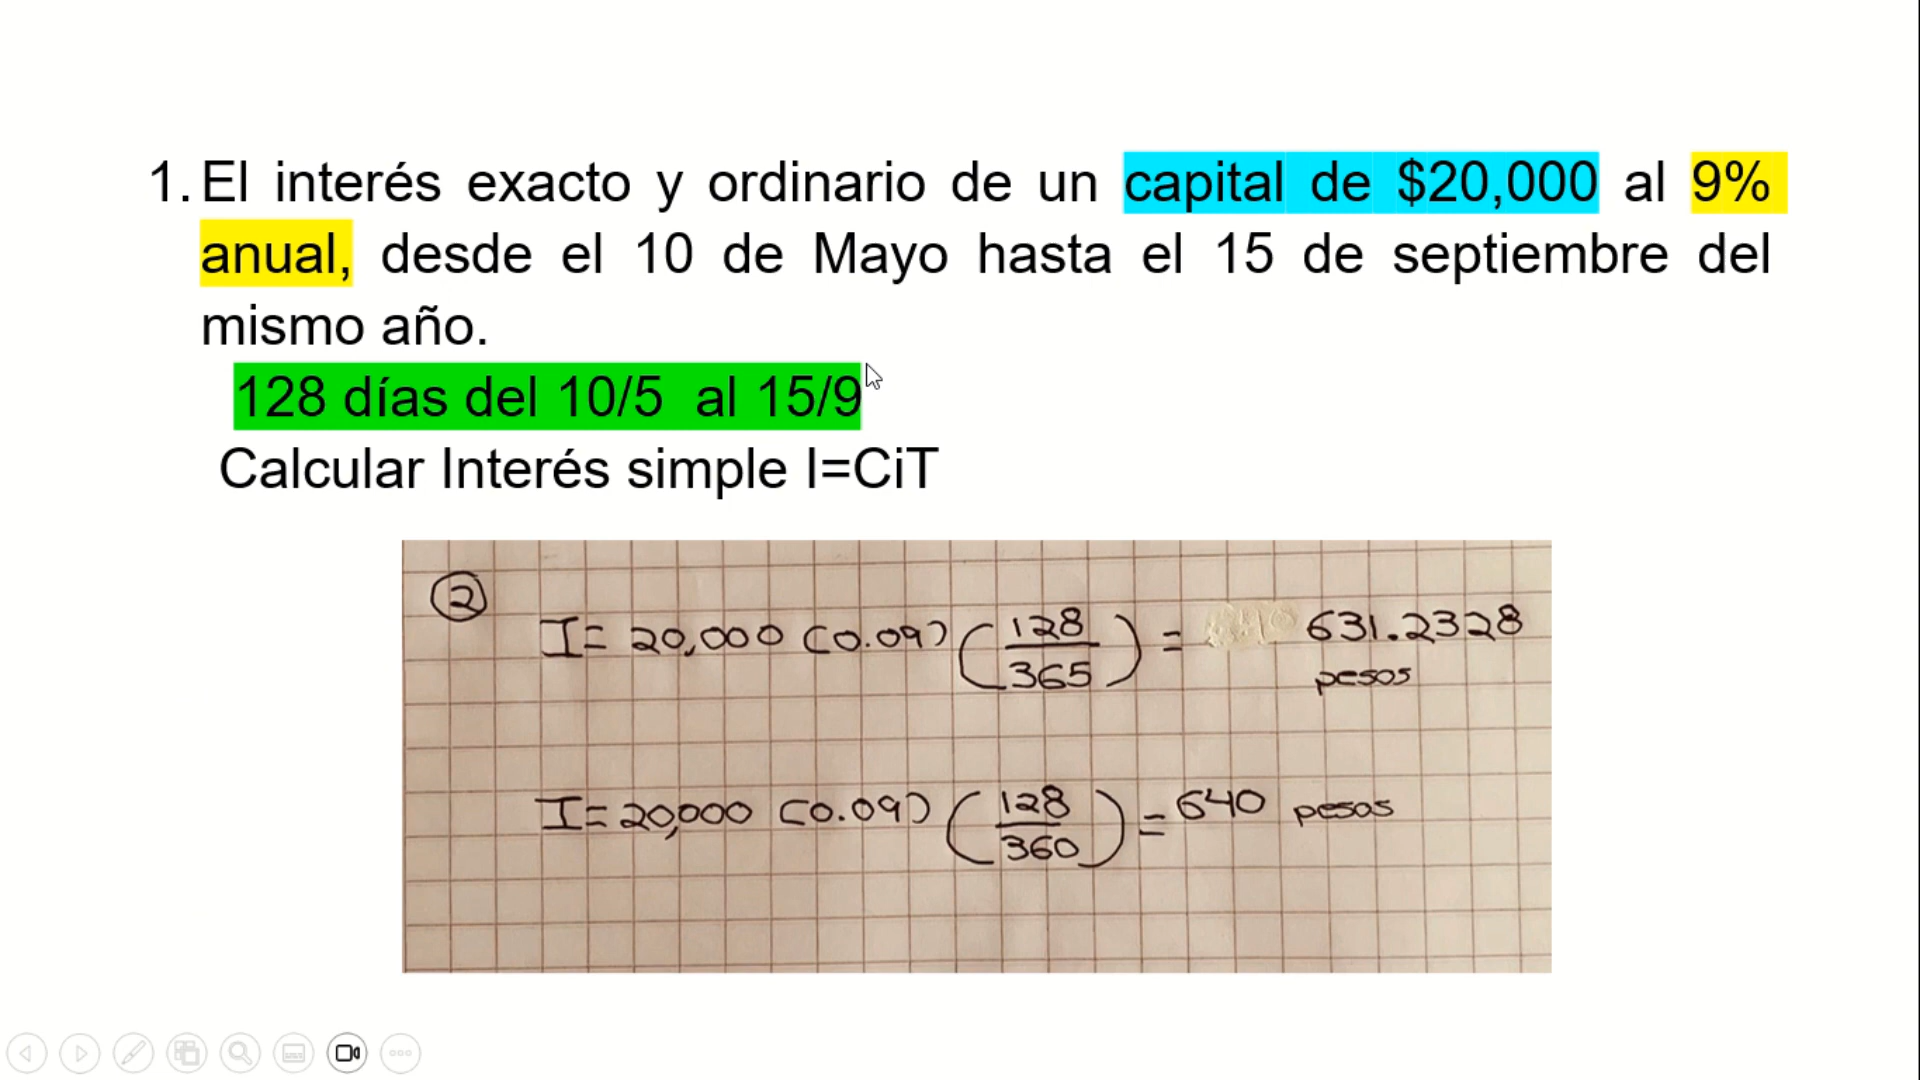 1. El interés exacto y ordinario de un capital de $20,000 al 9%
anual, desde el 10 de Mayo hasta el 15 de septiembre del
mismo año.
128 días del 10/5 al 15/9
Calcular Interés simple I=CiT
2
I= 20,000 (0.09) (128/365) = 631.2328
pesos
I= 20,000 (0.09) (128/360) = 640 pesos